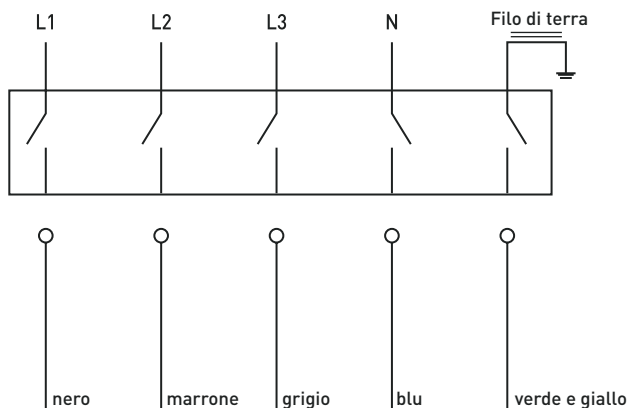 L1
L2
L3
N
Filo di terra
nero
marrone
grigio
blu
verde e giallo